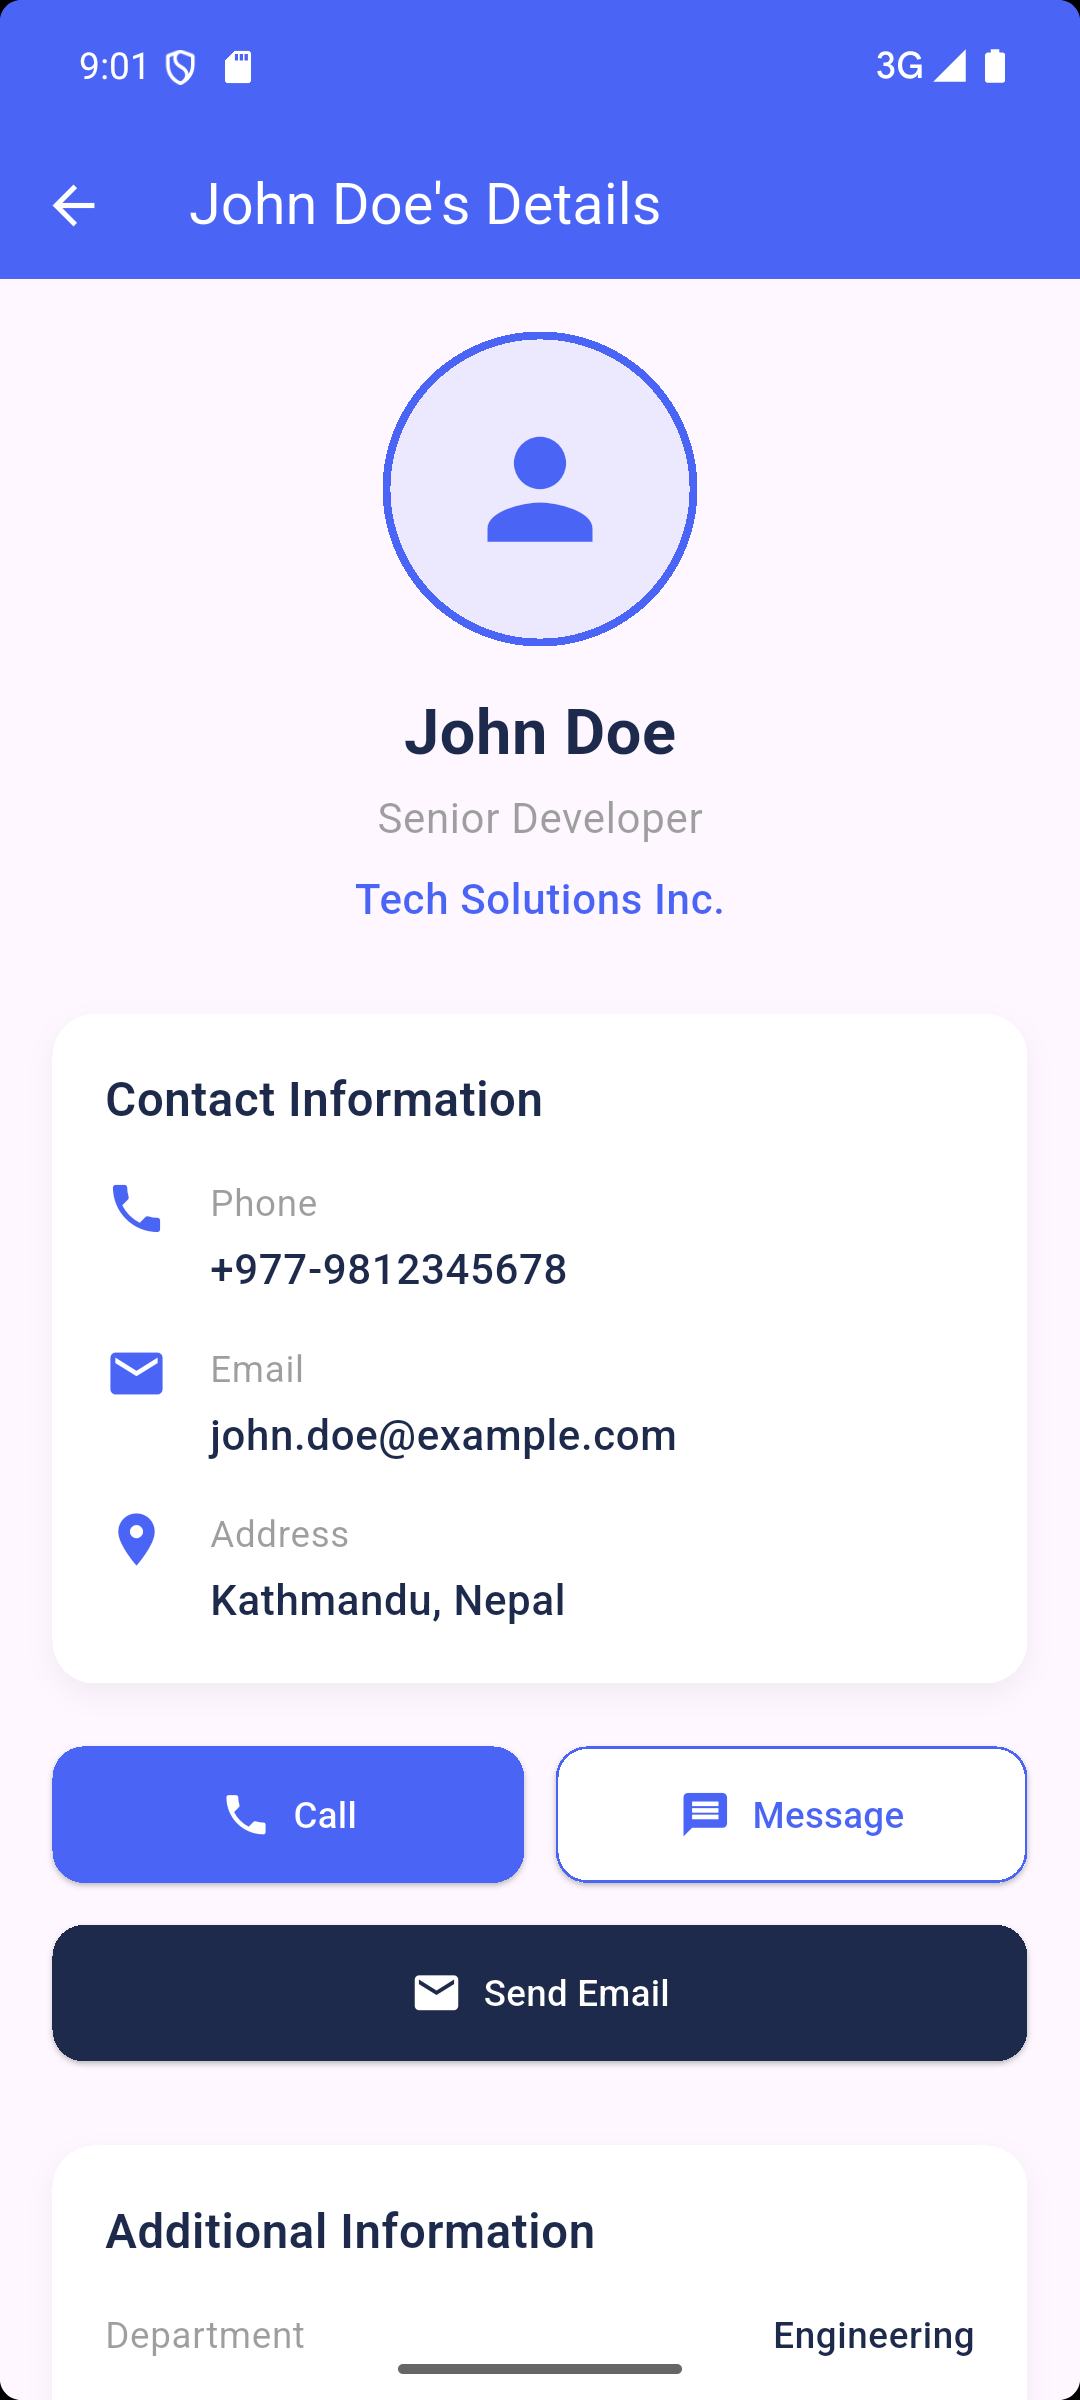 9:01
3G
John Doe's Details
John Doe
Senior Developer
Tech Solutions Inc.
Contact Information
Phone
+977-9812345678
Email
john.doe@example.com
Address
Kathmandu, Nepal
Call
Message
Send Email
Additional Information
Department
Engineering